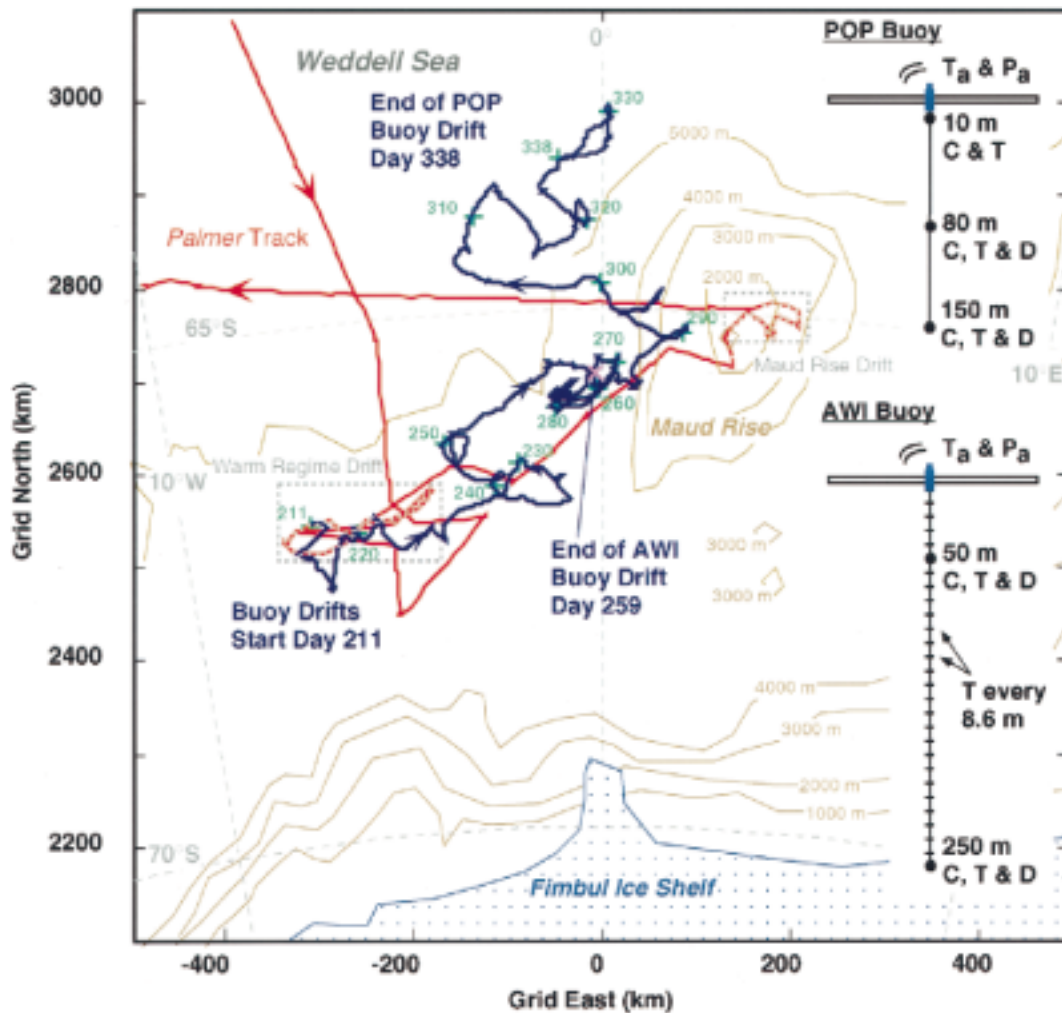 Weddell Sea
0°
POP Buoy
Ta & Pa
3000
End of POP
Buoy Drift
Day 338
330
338
5000 m
10 m
C & T
310
320
4000 m
Palmer Track
3000 m
80 m
C, T & D
2800
300
2000 m
65°S
290
150 m
C, T & D
270
Maud Rise Drift
10°E
260
280
AWI Buoy
250
230
Maud Rise
Ta & Pa
2600
Warm Regime Drift
10°W
240
211
220
3000 m
50 m
C, T & D
End of AWI
Buoy Drift
Day 259
3000 m
Buoy Drifts
Start Day 211
2400
4000 m
T every
8.6 m
3000 m
2000 m
1000 m
2200
70°S
250 m
C, T & D
Fimbul Ice Shelf
Grid North (km)
-400
-200
0
200
400
Grid East (km)